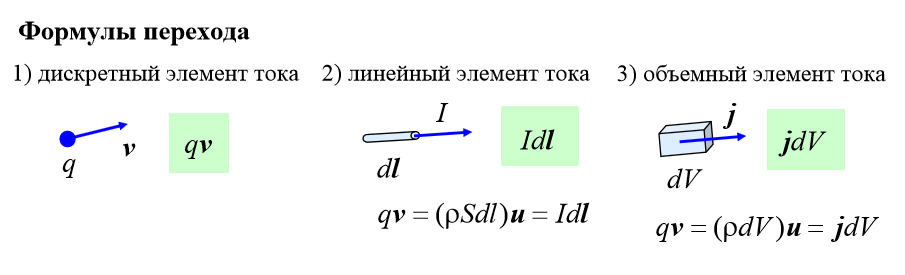 Формулы перехода
1) дискретный элемент тока
2) линейный элемент тока
3) объемный элемент тока
q
v
qv
I
dl
Idl
qv = (ρSdl)u = Idl
j
dV
jdV
qv = (ρdV)u = jdV